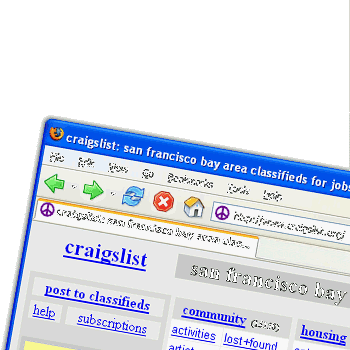 craigslist: san francisco bay area classifieds for jobs
File Edit View Go Bookmarks Tools Help
http://www.craigslist.org/
craigslist: san francisco bay area clas...
craigslist
san francisco bay
post to classifieds
community
housing
help subscriptions
activities lost+found